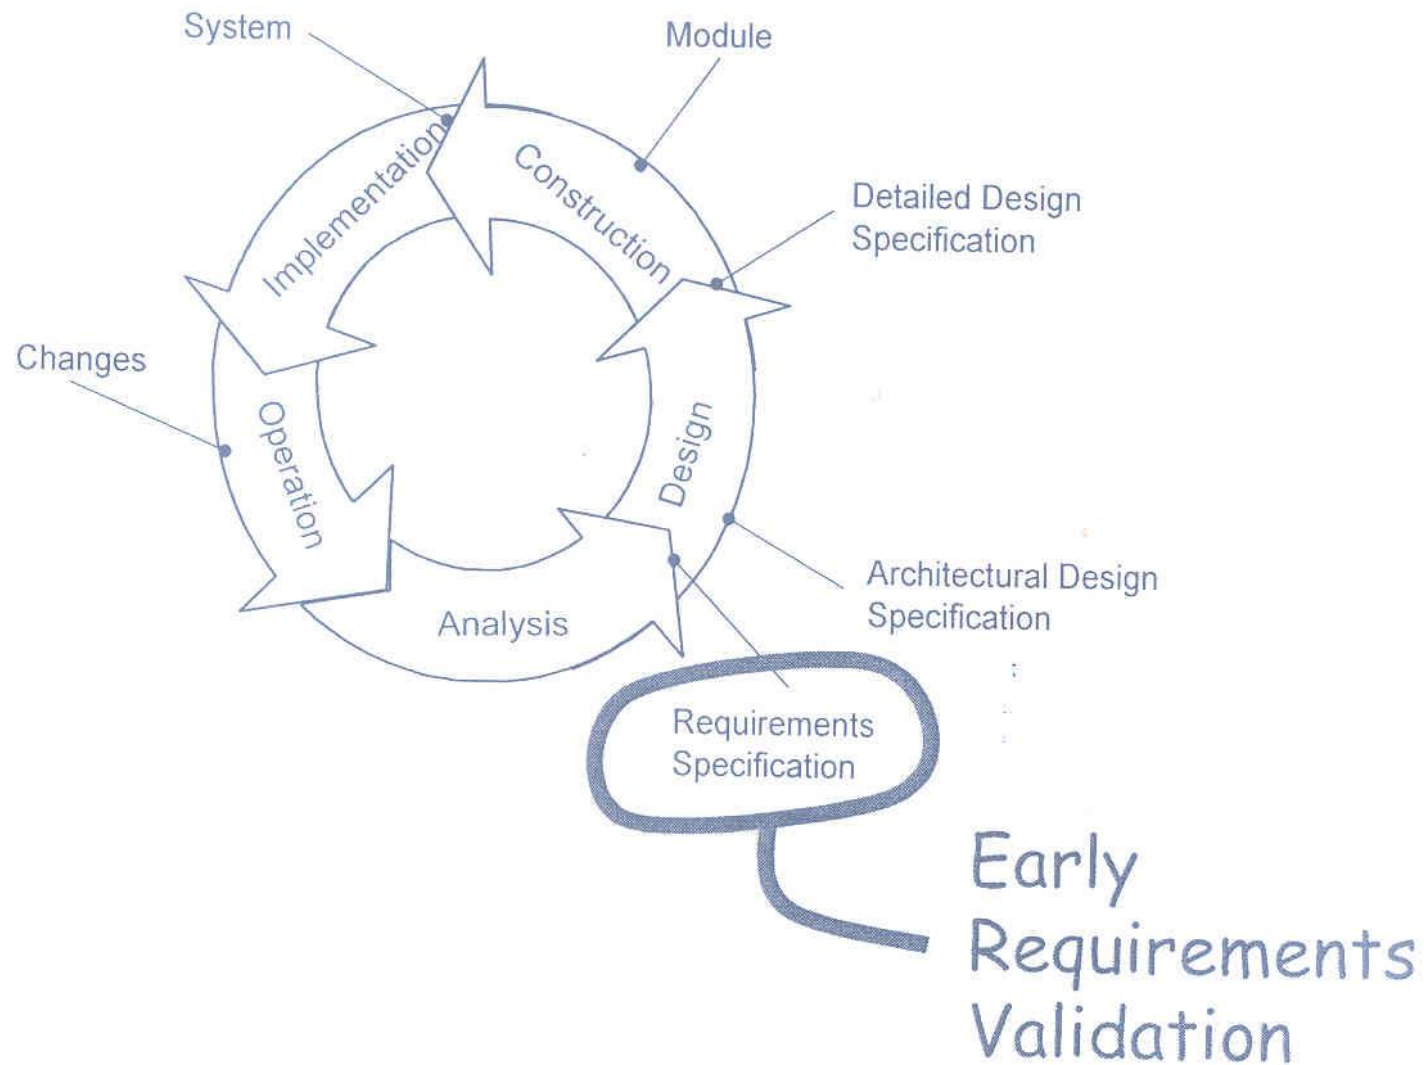 System
Module
Implementation
Construction
Detailed Design
Specification
Changes
Operation
Design
Analysis
Architectural Design
Specification
Requirements
Specification
Early
Requirements
Validation